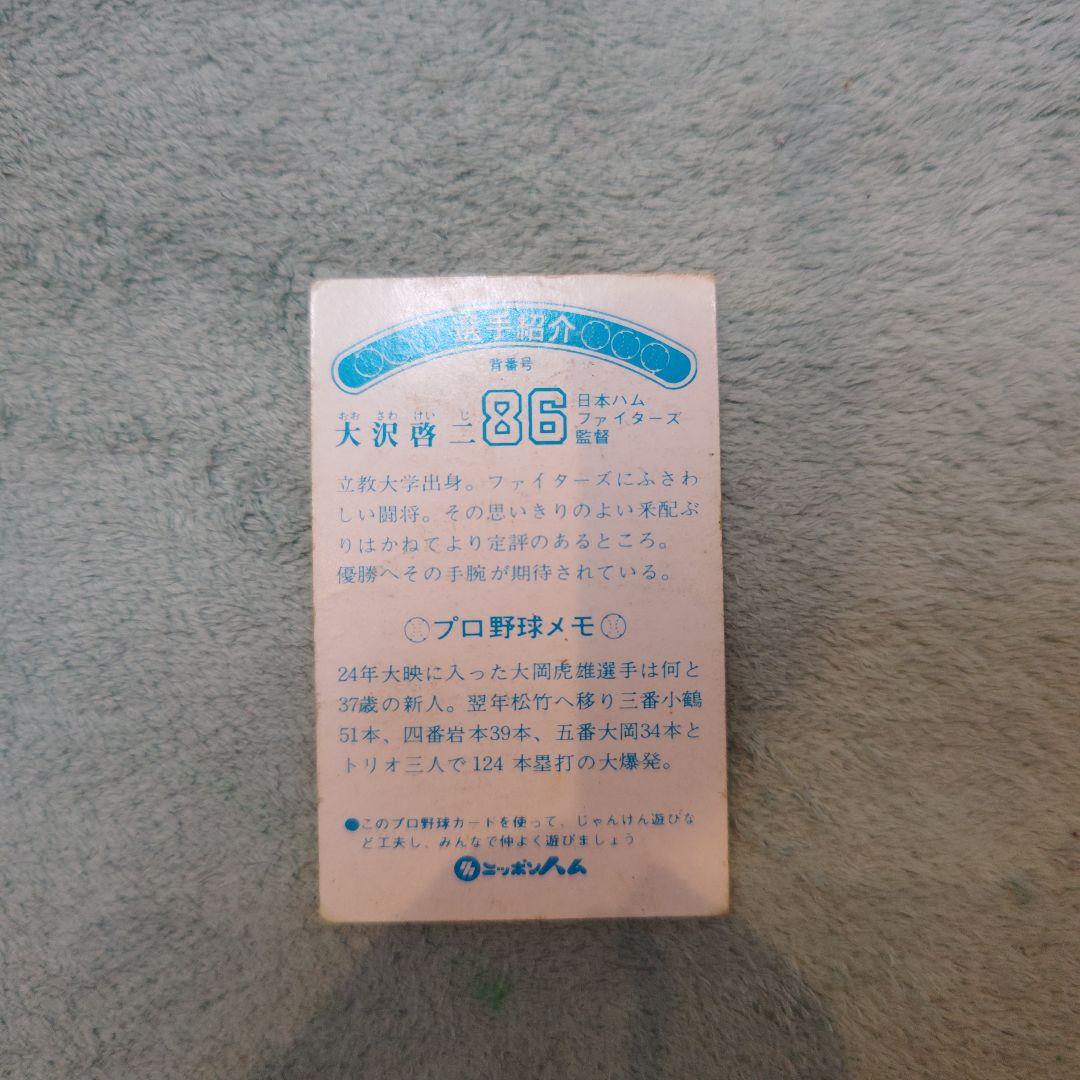 選手紹介
背番号
おおさわけいじ
大沢啓二
86
日本ハム
ファイターズ
監督
立教大学出身。ファイターズにふさわ
しい闘将。その思いきりのよい釆配ぶ
りはかねてより定評のあるところ。
優勝へその手腕が期待されている。
プロ野球メモ
24年大映に入った大岡虎雄選手は何と
37歳の新人。翌年松竹へ移り三番小鶴
51本、四番岩本39本、五番大岡34本と
トリオ三人で124 本塁打の大爆発。
●このプロ野球カードを使って、じゃんけん遊びな
ど工夫し、みんなで仲よく遊びましょう
ニッポンハム